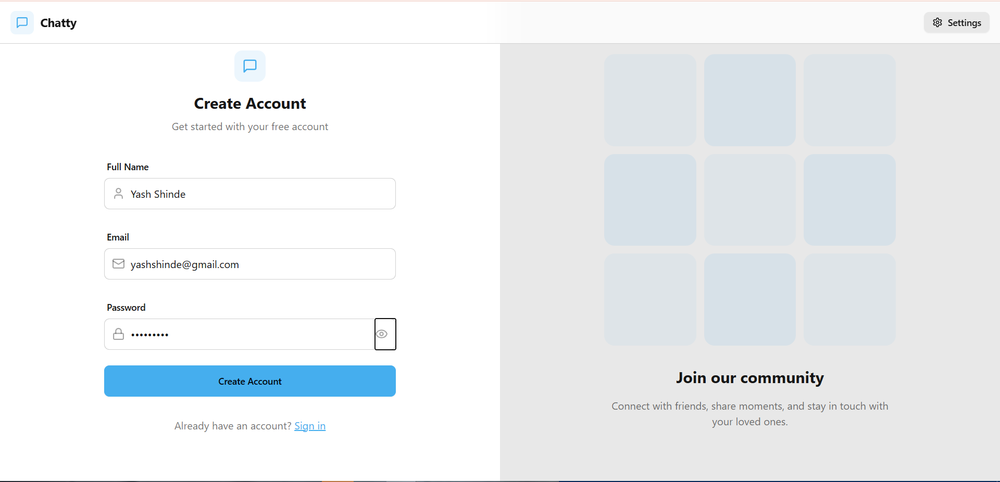 Chatty
Settings
Create Account
Get started with your free account
Full Name
Yash Shinde
Email
yashshinde@gmail.com
Password
•••••••••
Create Account
Already have an account? Sign in
Join our community
Connect with friends, share moments, and stay in touch with
your loved ones.